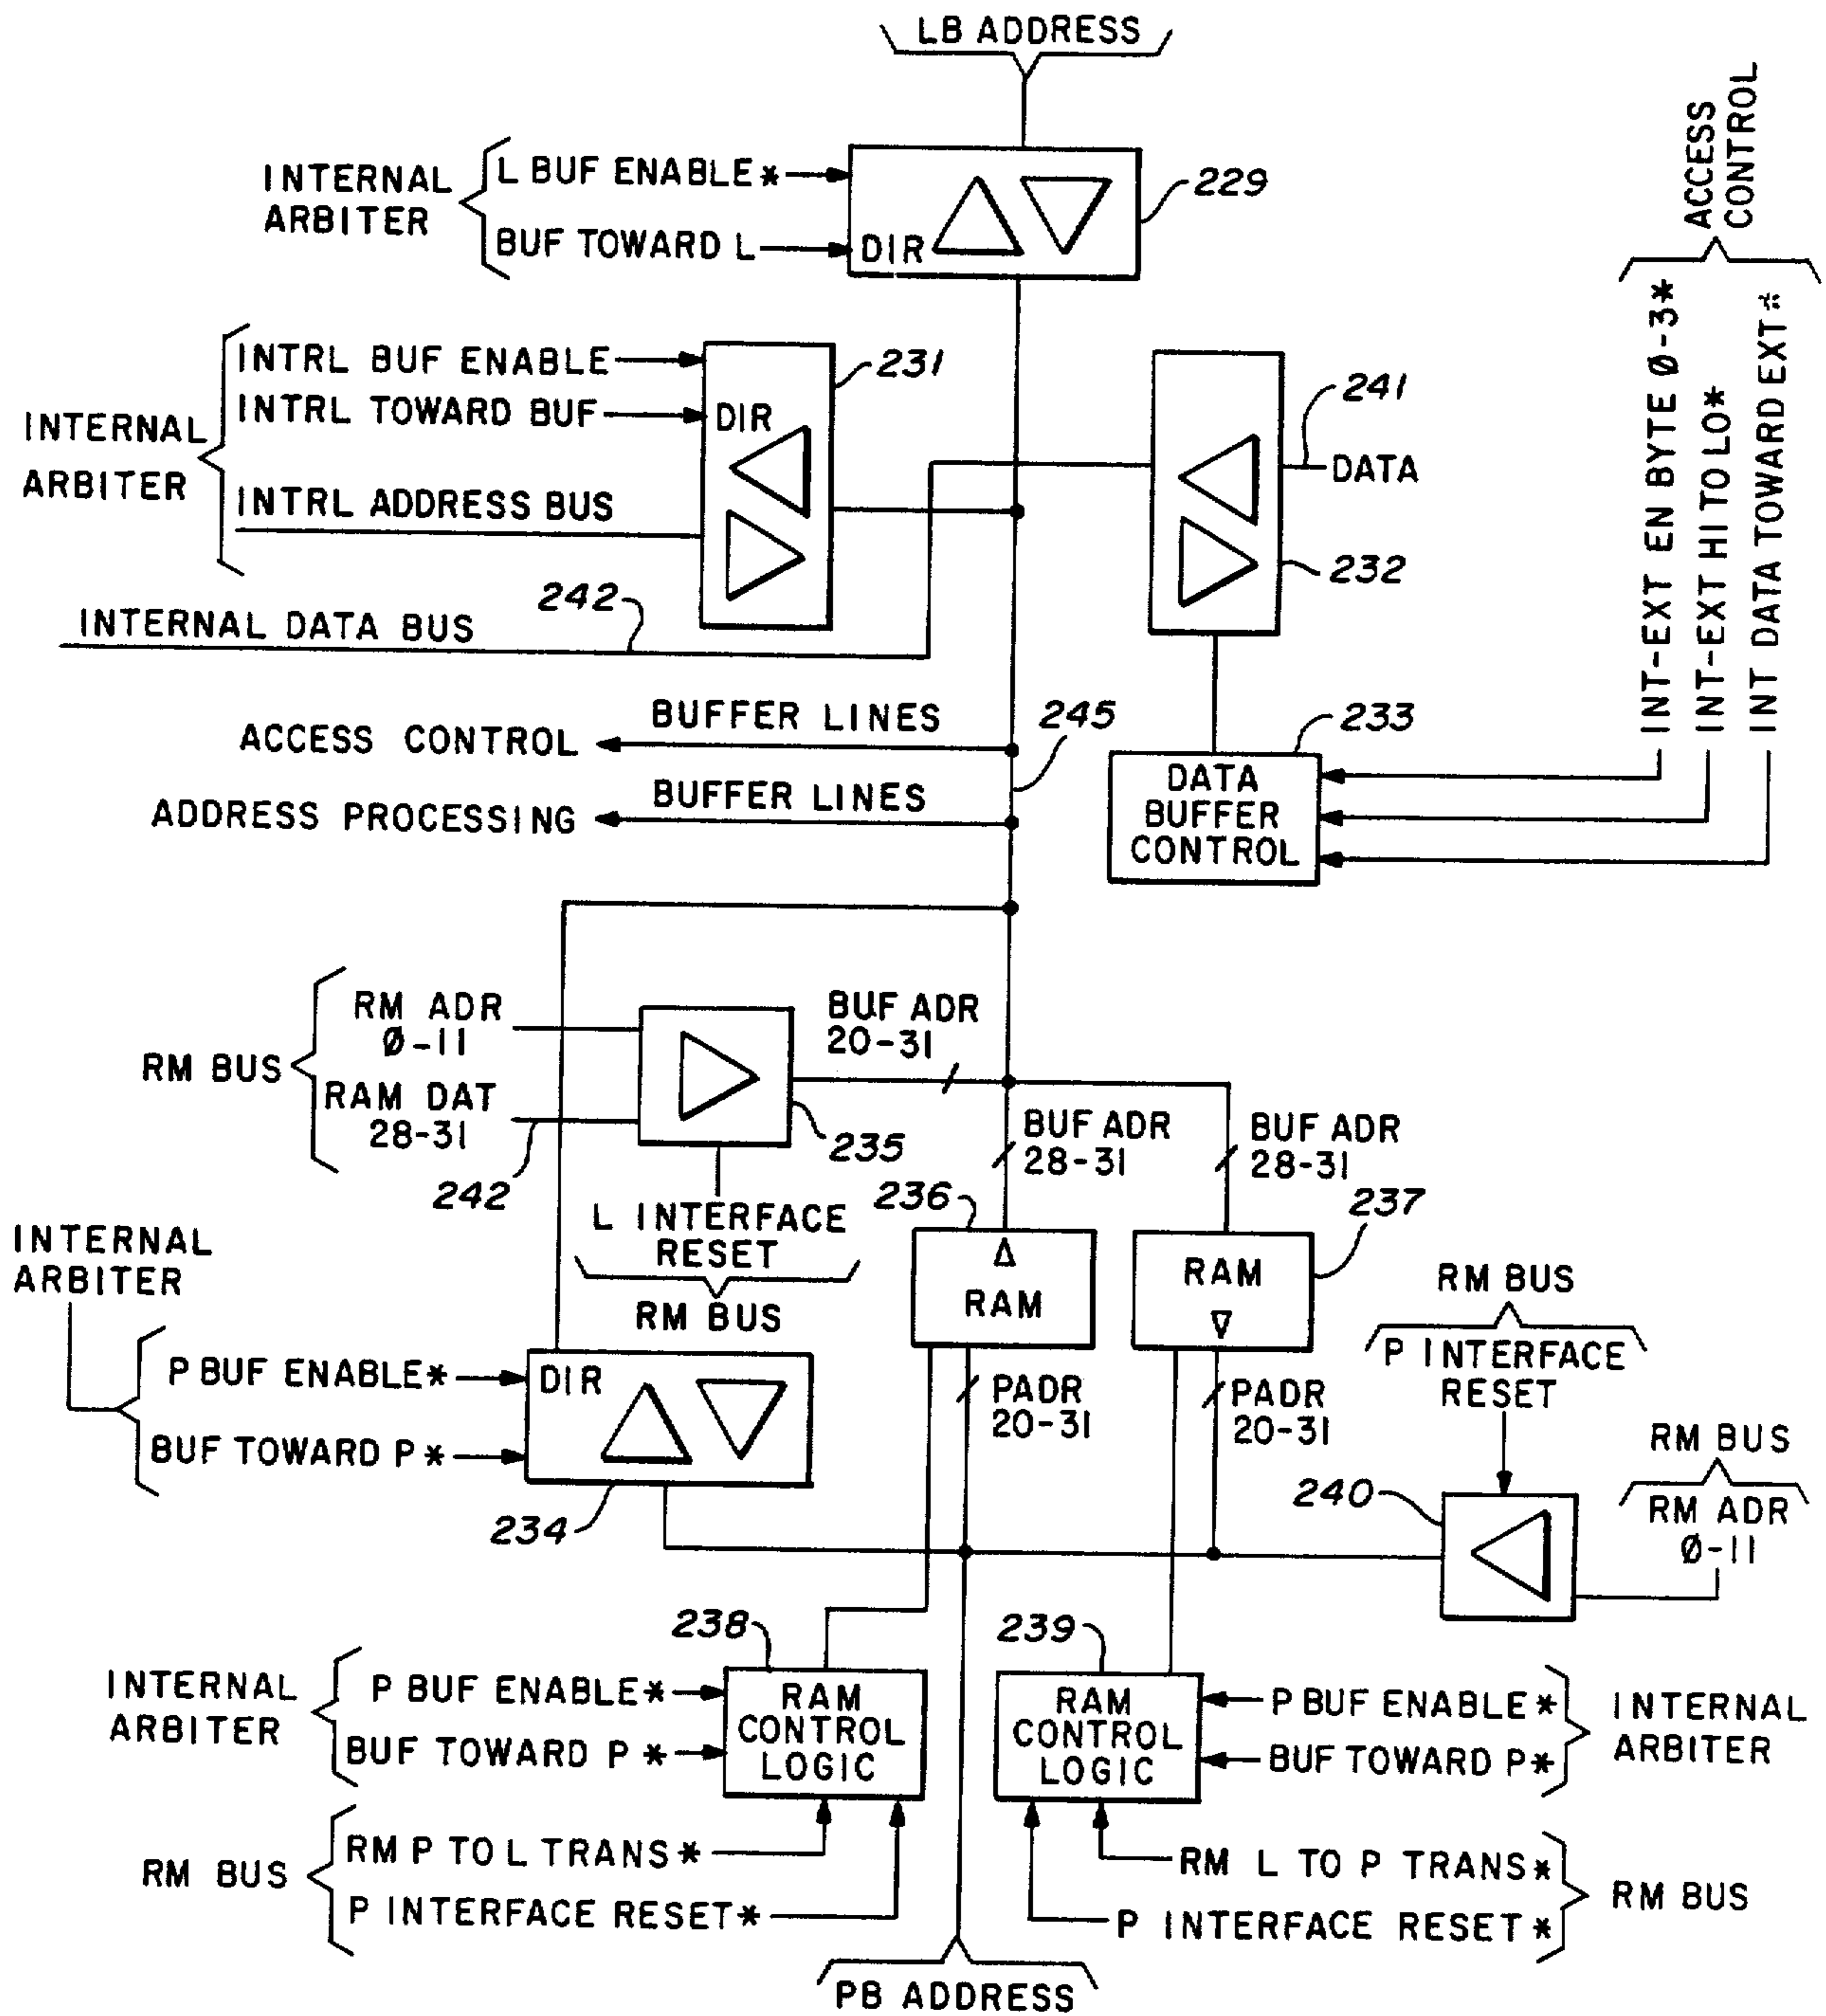 LB ADDRESS
INTERNAL
ARBITER
L BUF ENABLE*
BUF TOWARD L
DIR
229
ACCESS
CONTROL
INT-EXT EN BYTE Ø-3*
INT-EXT HI TO LO*
INT DATA TOWARD EXT*
INTERNAL
ARBITER
INTRL BUF ENABLE
INTRL TOWARD BUF
INTRL ADDRESS BUS
DIR
231
241
DATA
232
242
INTERNAL DATA BUS
BUFFER LINES
ACCESS CONTROL
245
BUFFER LINES
ADDRESS PROCESSING
233
DATA
BUFFER
CONTROL
RM BUS
RM ADR
Ø-11
RAM DAT
28-31
242
235
BUF ADR
20-31
BUF ADR
28-31
BUF ADR
28-31
L INTERFACE
RESET
RM BUS
236
RAM
237
RAM
INTERNAL
ARBITER
P BUF ENABLE*
BUF TOWARD P*
DIR
234
PADR
20-31
PADR
20-31
RM BUS
P INTERFACE
RESET
240
RM BUS
RM ADR
Ø-11
238
INTERNAL
ARBITER
P BUF ENABLE*
BUF TOWARD P*
RAM
CONTROL
LOGIC
RM BUS
RM P TO L TRANS*
P INTERFACE RESET*
239
RAM
CONTROL
LOGIC
P BUF ENABLE*
BUF TOWARD P*
INTERNAL
ARBITER
RM L TO P TRANS*
P INTERFACE RESET*
RM BUS
PB ADDRESS